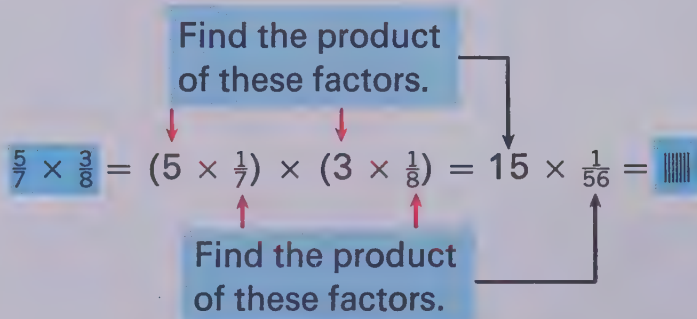 Find the product
of these factors.
5/7 × 3/8 = (5 × 1/7) × (3 × 1/8) = 15 × 1/56 =
Find the product
of these factors.